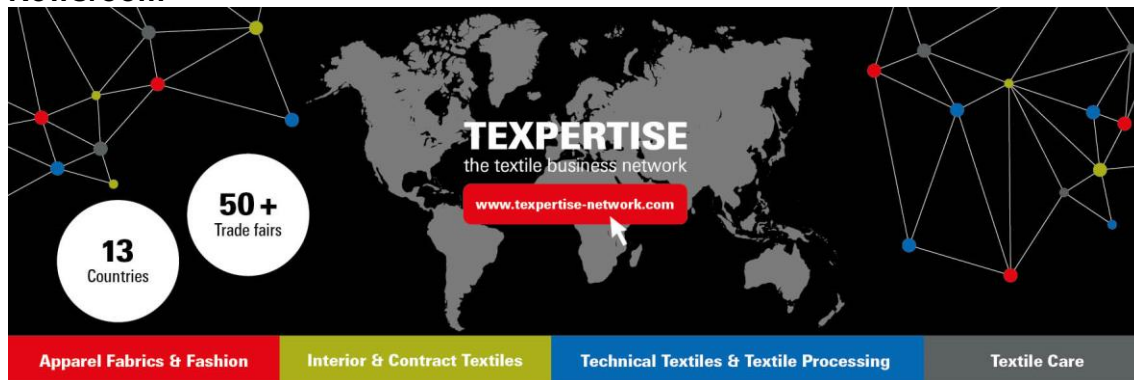 TEXPERTISE
the textile business network
www.texpertise-network.com
50 +
Trade fairs
13
Countries
Apparel Fabrics & Fashion
Interior & Contract Textiles
Technical Textiles & Textile Processing
Textile Care